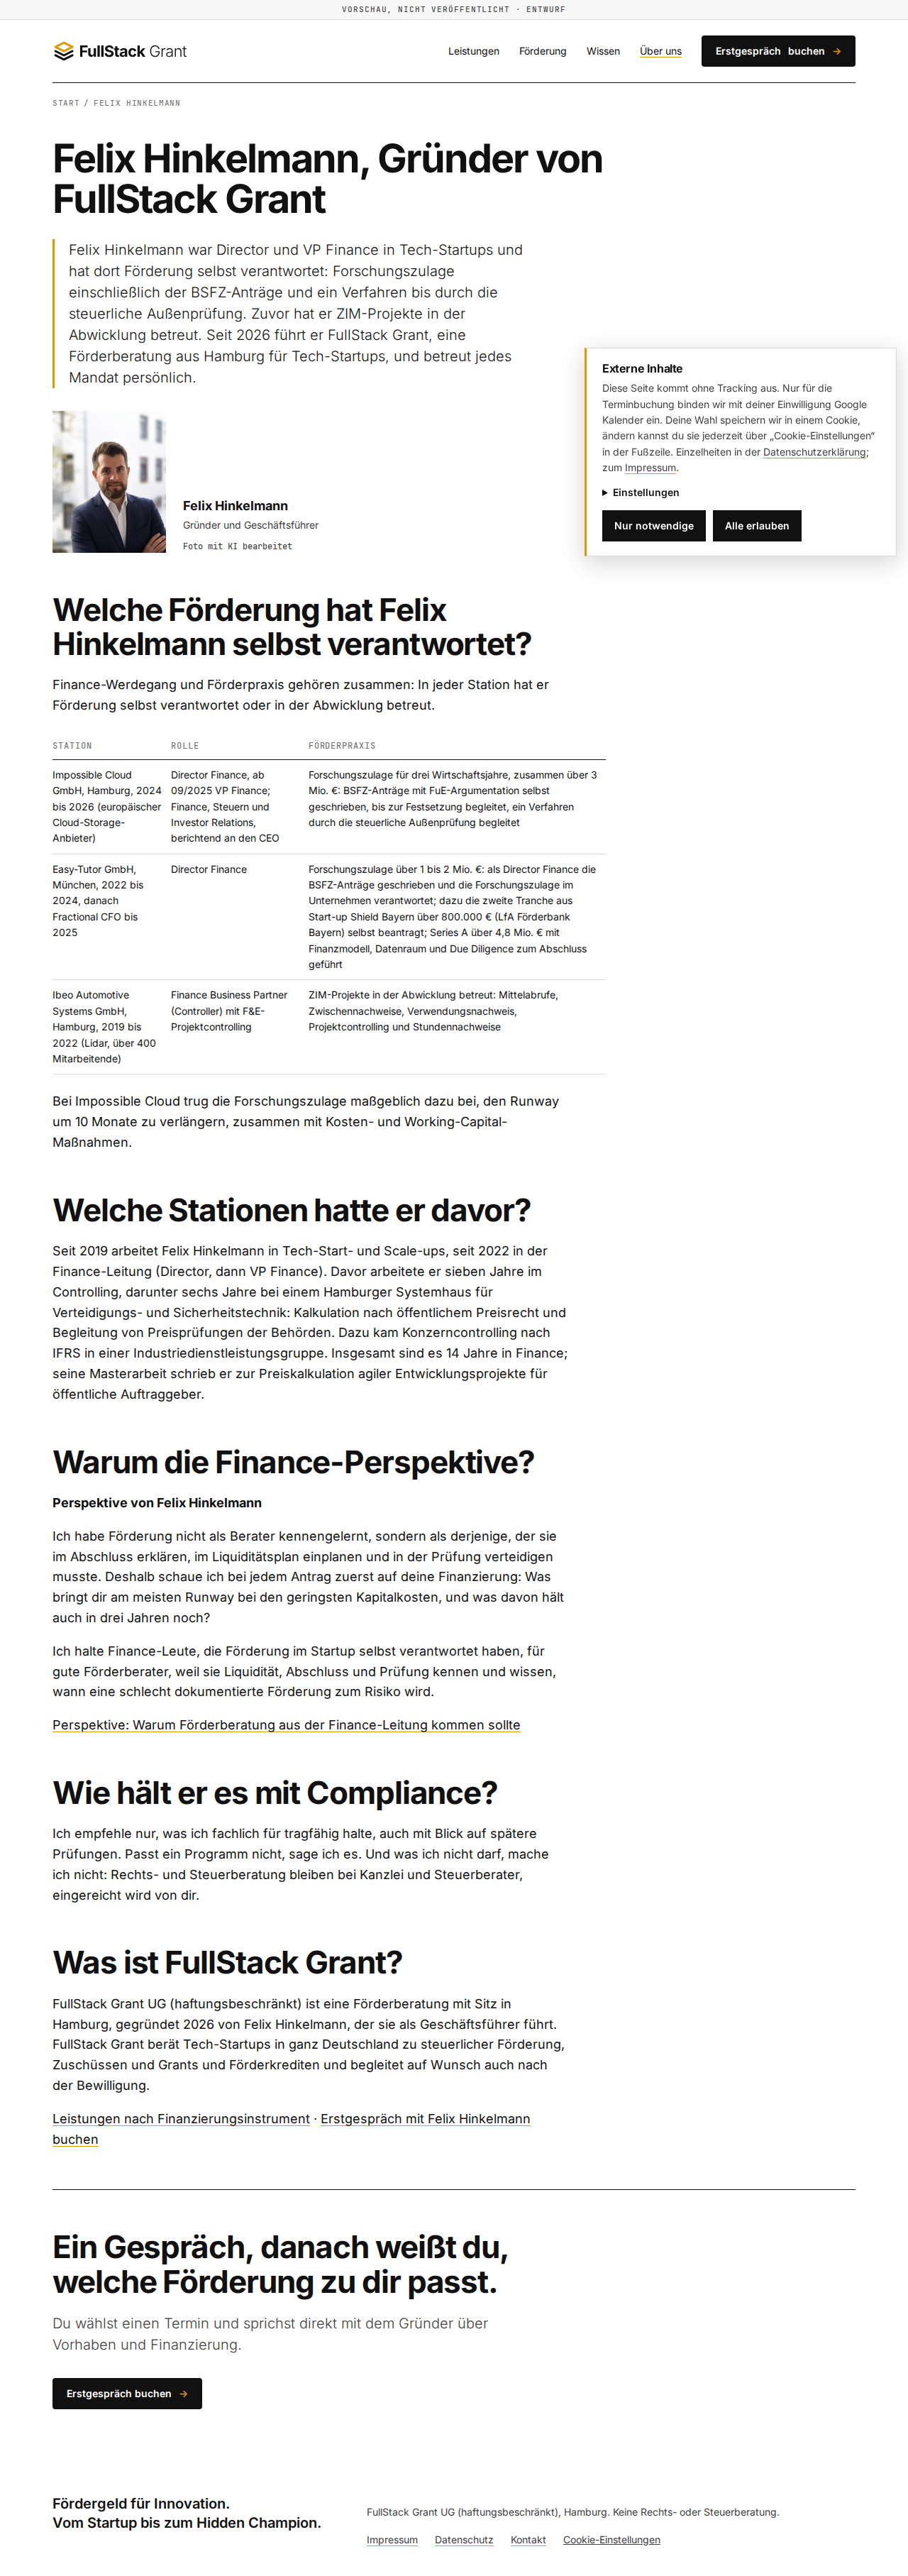 VORSCHAU, NICHT VERÖFFENTLICHT · ENTWURF
FullStack Grant
Leistungen Förderung Wissen Über uns Erstgespräch buchen →
START / FELIX HINKELMANN
Felix Hinkelmann, Gründer von
FullStack Grant
Felix Hinkelmann war Director und VP Finance in Tech-Startups und
hat dort Förderung selbst verantwortet: Forschungszulage
einschließlich der BSFZ-Anträge und ein Verfahren bis durch die
steuerliche Außenprüfung. Zuvor hat er ZIM-Projekte in der
Abwicklung betreut. Seit 2026 führt er FullStack Grant, eine
Förderberatung aus Hamburg für Tech-Startups, und betreut jedes
Mandat persönlich.
Felix Hinkelmann
Gründer und Geschäftsführer
Foto mit KI bearbeitet
Externe Inhalte
Diese Seite kommt ohne Tracking aus. Nur für die
Terminbuchung binden wir mit deiner Einwilligung Google
Kalender ein. Deine Wahl speichern wir in einem Cookie,
ändern kannst du sie jederzeit über „Cookie-Einstellungen“
in der Fußzeile. Einzelheiten in der Datenschutzerklärung;
zum Impressum.
▶ Einstellungen
Nur notwendige Alle erlauben
Welche Förderung hat Felix
Hinkelmann selbst verantwortet?
Finance-Werdegang und Förderpraxis gehören zusammen: In jeder Station hat er
Förderung selbst verantwortet oder in der Abwicklung betreut.
STATION ROLLE FÖRDERPRAXIS
Impossible Cloud
GmbH, Hamburg, 2024
bis 2026 (europäischer
Cloud-Storage-
Anbieter)
Director Finance, ab
09/2025 VP Finance;
Finance, Steuern und
Investor Relations,
berichtend an den CEO
Forschungszulage für drei Wirtschaftsjahre, zusammen über 3
Mio. €: BSFZ-Anträge mit FuE-Argumentation selbst
geschrieben, bis zur Festsetzung begleitet, ein Verfahren
durch die steuerliche Außenprüfung begleitet
Easy-Tutor GmbH,
München, 2022 bis
2024, danach
Fractional CFO bis
2025
Director Finance
Forschungszulage über 1 bis 2 Mio. €: als Director Finance die
BSFZ-Anträge geschrieben und die Forschungszulage im
Unternehmen verantwortet; dazu die zweite Tranche aus
Start-up Shield Bayern über 800.000 € (LfA Förderbank
Bayern) selbst beantragt; Series A über 4,8 Mio. € mit
Finanzmodell, Datenraum und Due Diligence zum Abschluss
geführt
Ibeo Automotive
Systems GmbH,
Hamburg, 2019 bis
2022 (Lidar, über 400
Mitarbeitende)
Finance Business Partner
(Controller) mit F&E-
Projektcontrolling
ZIM-Projekte in der Abwicklung betreut: Mittelabrufe,
Zwischennachweise, Verwendungsnachweis,
Projektcontrolling und Stundennachweise
Bei Impossible Cloud trug die Forschungszulage maßgeblich dazu bei, den Runway
um 10 Monate zu verlängern, zusammen mit Kosten- und Working-Capital-
Maßnahmen.
Welche Stationen hatte er davor?
Seit 2019 arbeitet Felix Hinkelmann in Tech-Start- und Scale-ups, seit 2022 in der
Finance-Leitung (Director, dann VP Finance). Davor arbeitete er sieben Jahre im
Controlling, darunter sechs Jahre bei einem Hamburger Systemhaus für
Verteidigungs- und Sicherheitstechnik: Kalkulation nach öffentlichem Preisrecht und
Begleitung von Preisprüfungen der Behörden. Dazu kam Konzerncontrolling nach
IFRS in einer Industriedienstleistungsgruppe. Insgesamt sind es 14 Jahre in Finance;
seine Masterarbeit schrieb er zur Preiskalkulation agiler Entwicklungsprojekte für
öffentliche Auftraggeber.
Warum die Finance-Perspektive?
Perspektive von Felix Hinkelmann
Ich habe Förderung nicht als Berater kennengelernt, sondern als derjenige, der sie
im Abschluss erklären, im Liquiditätsplan einplanen und in der Prüfung verteidigen
musste. Deshalb schaue ich bei jedem Antrag zuerst auf deine Finanzierung: Was
bringt dir am meisten Runway bei den geringsten Kapitalkosten, und was davon hält
auch in drei Jahren noch?
Ich halte Finance-Leute, die Förderung im Startup selbst verantwortet haben, für
gute Förderberater, weil sie Liquidität, Abschluss und Prüfung kennen und wissen,
wann eine schlecht dokumentierte Förderung zum Risiko wird.
Perspektive: Warum Förderberatung aus der Finance-Leitung kommen sollte
Wie hält er es mit Compliance?
Ich empfehle nur, was ich fachlich für tragfähig halte, auch mit Blick auf spätere
Prüfungen. Passt ein Programm nicht, sage ich es. Und was ich nicht darf, mache
ich nicht: Rechts- und Steuerberatung bleiben bei Kanzlei und Steuerberater,
eingereicht wird von dir.
Was ist FullStack Grant?
FullStack Grant UG (haftungsbeschränkt) ist eine Förderberatung mit Sitz in
Hamburg, gegründet 2026 von Felix Hinkelmann, der sie als Geschäftsführer führt.
FullStack Grant berät Tech-Startups in ganz Deutschland zu steuerlicher Förderung,
Zuschüssen und Grants und Förderkrediten und begleitet auf Wunsch auch nach
der Bewilligung.
Leistungen nach Finanzierungsinstrument · Erstgespräch mit Felix Hinkelmann
buchen
Ein Gespräch, danach weißt du,
welche Förderung zu dir passt.
Du wählst einen Termin und sprichst direkt mit dem Gründer über
Vorhaben und Finanzierung.
Erstgespräch buchen →
Fördergeld für Innovation.
Vom Startup bis zum Hidden Champion.
FullStack Grant UG (haftungsbeschränkt), Hamburg. Keine Rechts- oder Steuerberatung.
Impressum Datenschutz Kontakt Cookie-Einstellungen